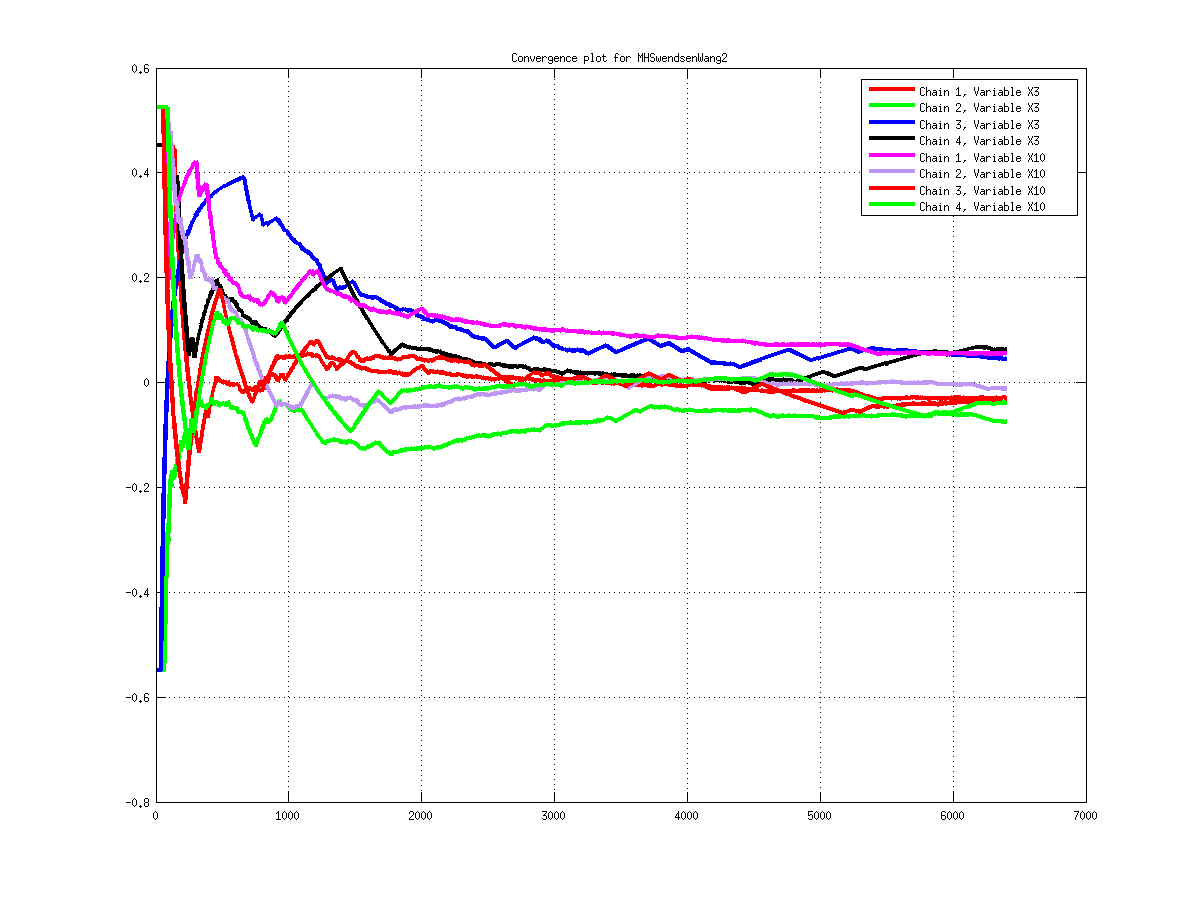 Convergence plot for MHSwendsenWang2
0.6
0.4
0.2
0
-0.2
-0.4
-0.6
-0.8
0 1000 2000 3000 4000 5000 6000 7000
Chain 1, Variable X3
Chain 2, Variable X3
Chain 3, Variable X3
Chain 4, Variable X3
Chain 1, Variable X10
Chain 2, Variable X10
Chain 3, Variable X10
Chain 4, Variable X10